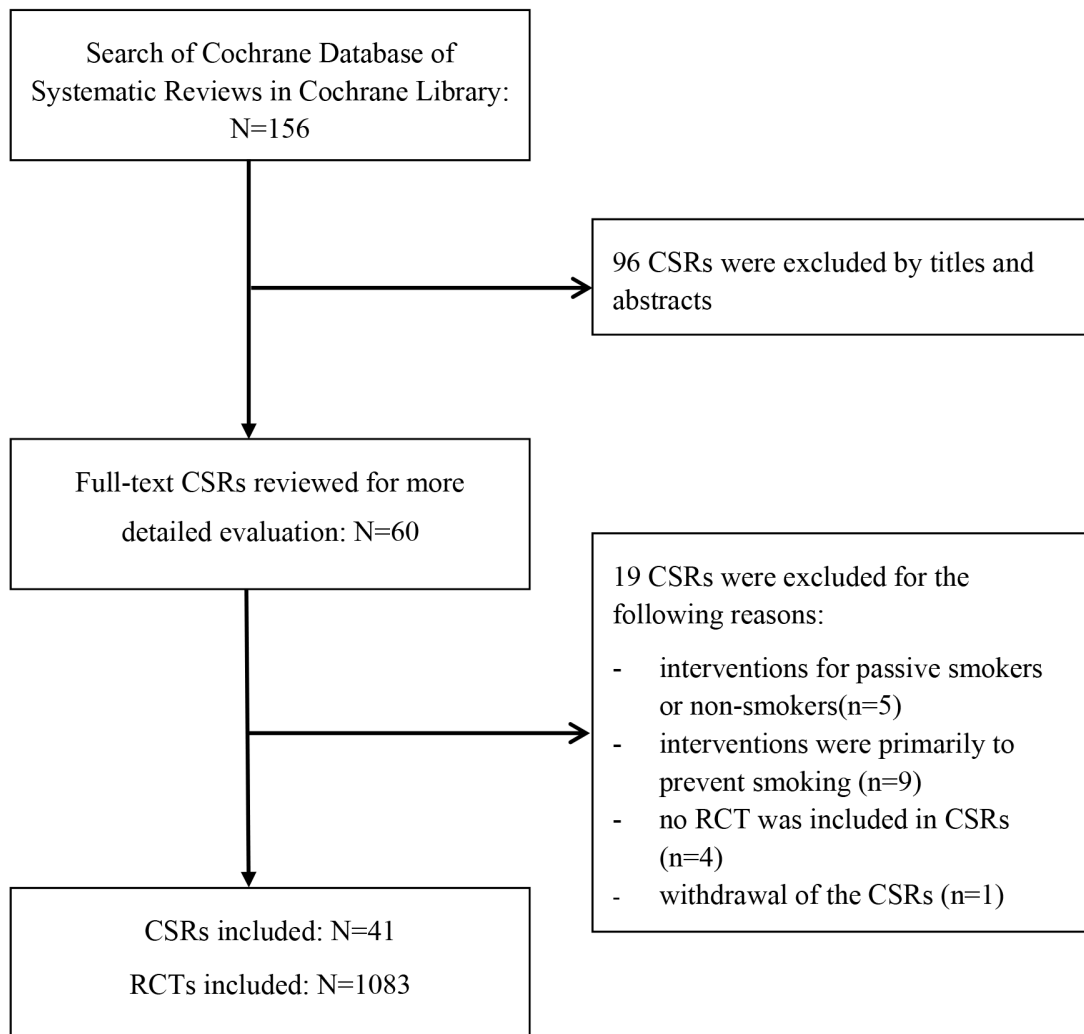 Search of Cochrane Database of
Systematic Reviews in Cochrane Library:
N=156
96 CSRs were excluded by titles and
abstracts
Full-text CSRs reviewed for more
detailed evaluation: N=60
19 CSRs were excluded for the
following reasons:
- interventions for passive smokers
or non-smokers(n=5)
- interventions were primarily to
prevent smoking (n=9)
- no RCT was included in CSRs
(n=4)
- withdrawal of the CSRs (n=1)
CSRs included: N=41
RCTs included: N=1083